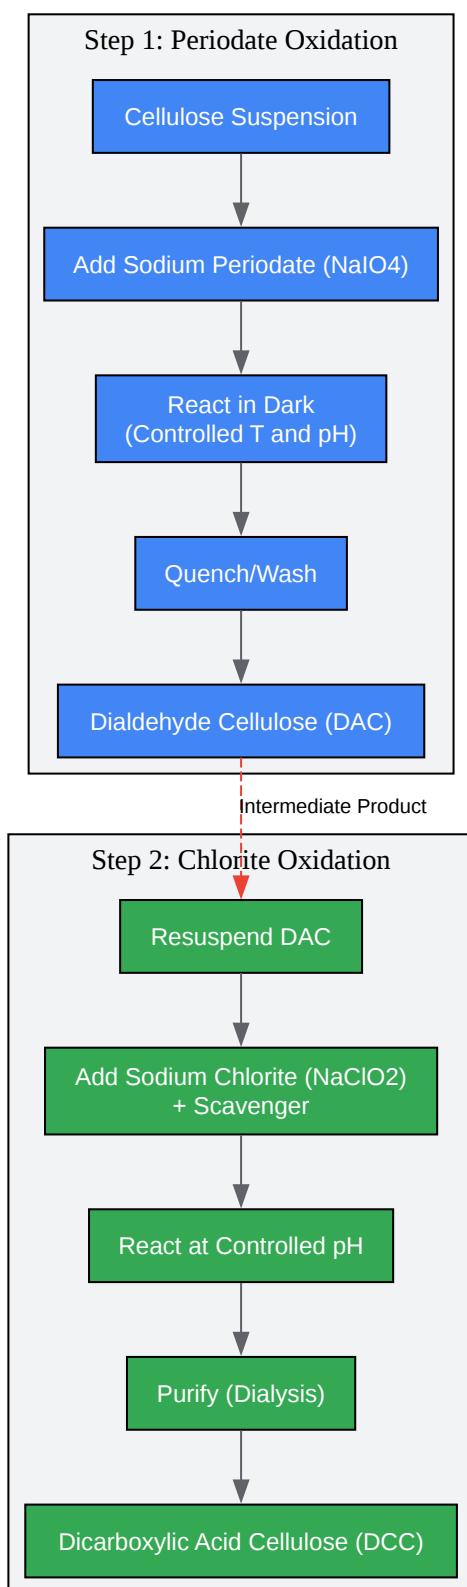 Step 1: Periodate Oxidation
Cellulose Suspension
Add Sodium Periodate (NaIO4)
React in Dark
(Controlled T and pH)
Quench/Wash
Dialdehyde Cellulose (DAC)
Intermediate Product
Step 2: Chlorite Oxidation
Resuspend DAC
Add Sodium Chlorite (NaClO2)
+ Scavenger
React at Controlled pH
Purify (Dialysis)
Dicarboxylic Acid Cellulose (DCC)